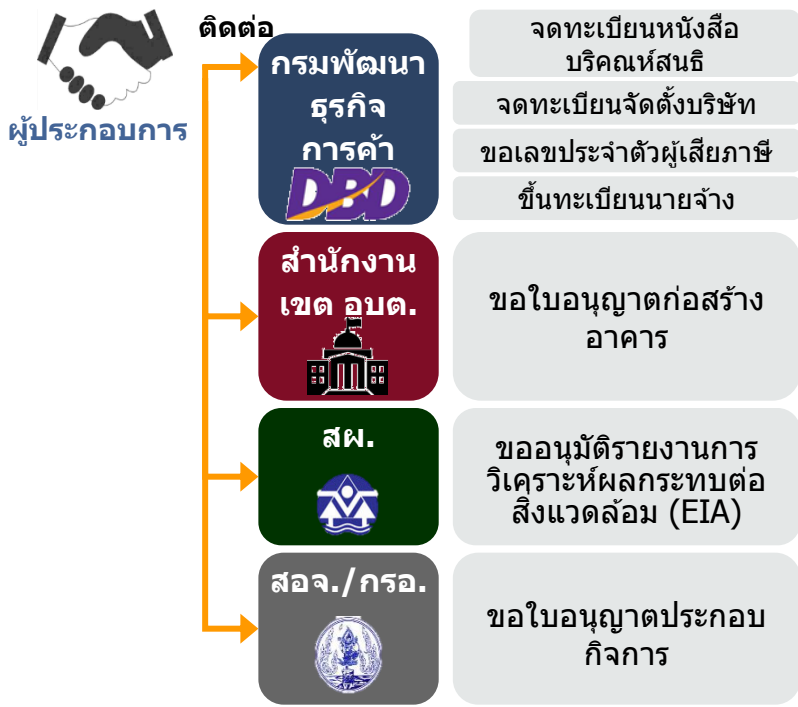 ติดต่อ
ผู้ประกอบการ
กรมพัฒนา
ธุรกิจ
การค้า
DBD
จดทะเบียนหนังสือ
บริคณห์สนธิ
จดทะเบียนจัดตั้งบริษัท
ขอเลขประจำตัวผู้เสียภาษี
ขึ้นทะเบียนนายจ้าง
สำนักงาน
เขต อบต.
ขอใบอนุญาตก่อสร้าง
อาคาร
สผ.
ขออนุมัติรายงานการ
วิเคราะห์ผลกระทบต่อ
สิ่งแวดล้อม (EIA)
สอจ./กรอ.
ขอใบอนุญาตประกอบ
กิจการ